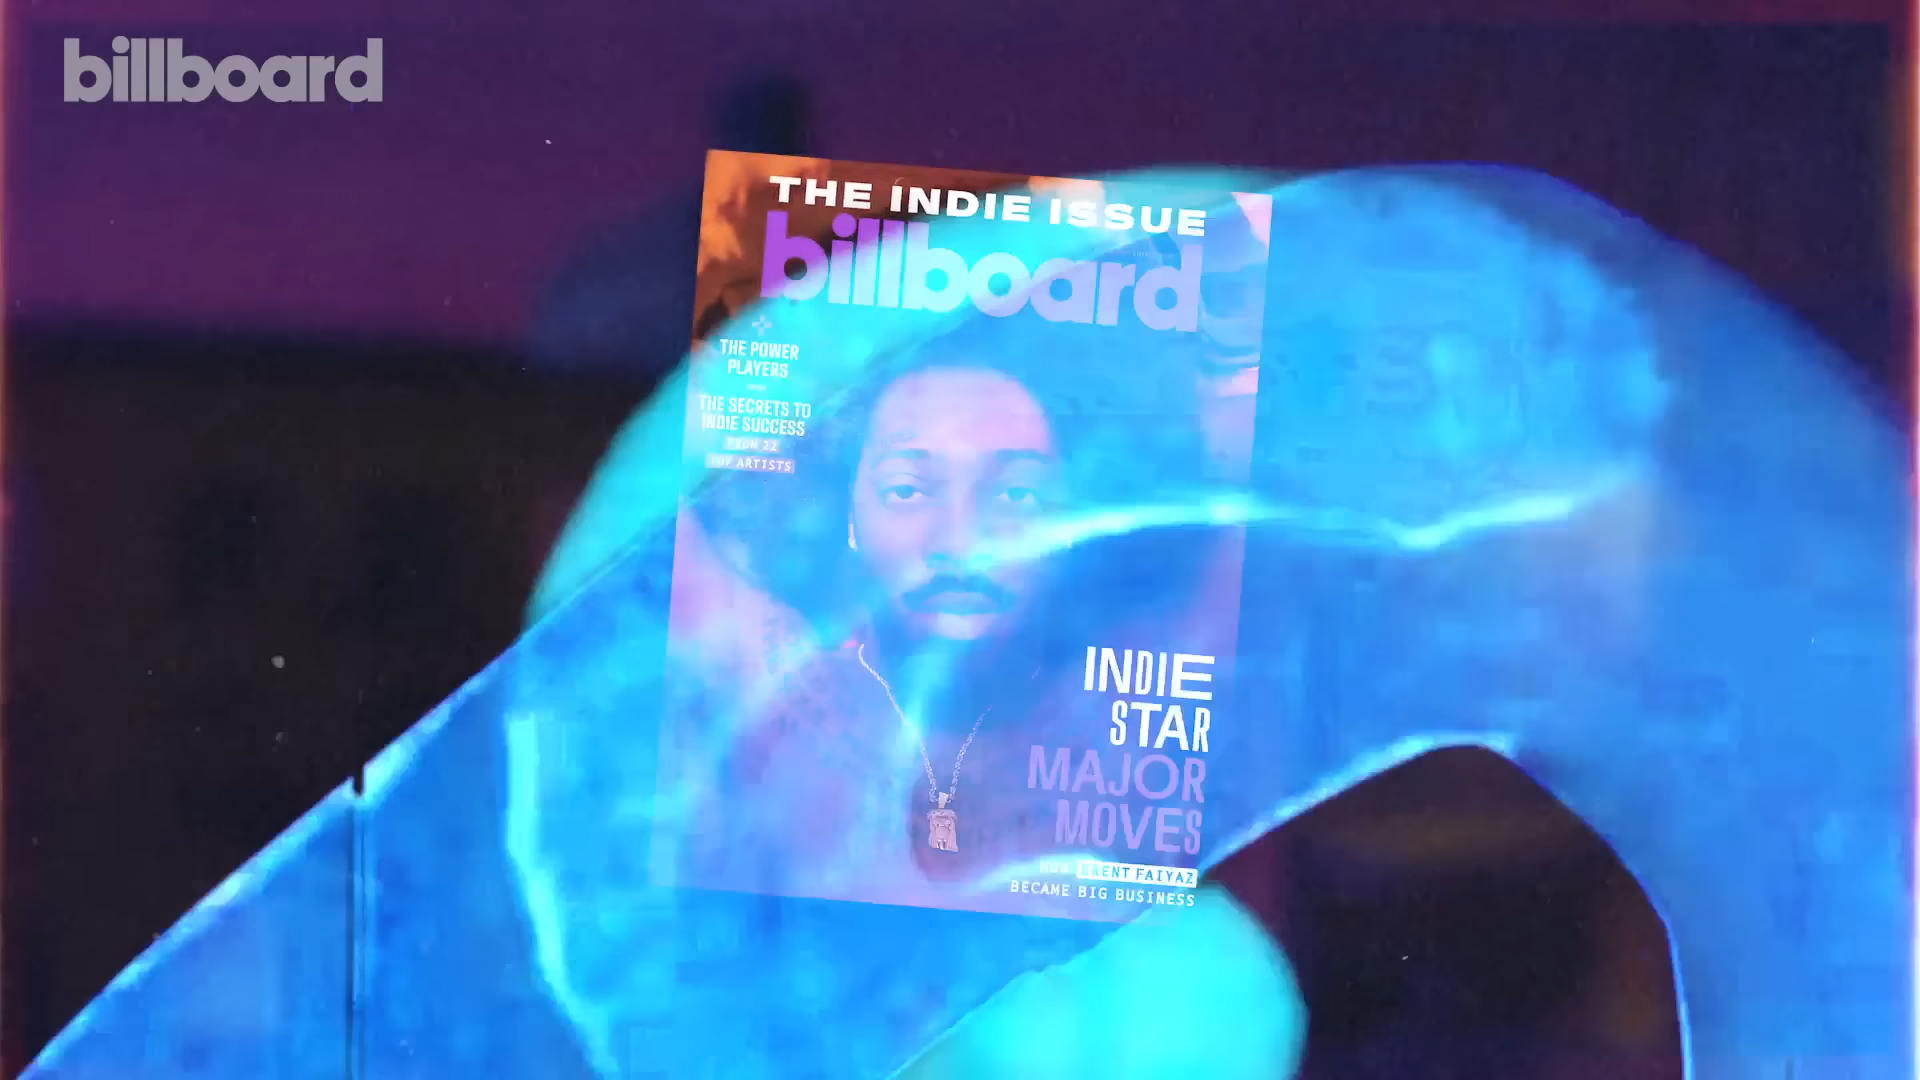 billboard
THE INDIE ISSUE
billboard
THE POWER
PLAYERS
THE SECRETS TO
INDIE SUCCESS
FROM 22
TOP ARTISTS
INDIE
STAR
MAJOR
MOVES
HOW BRENT FAIYAZ
BECAME BIG BUSINESS